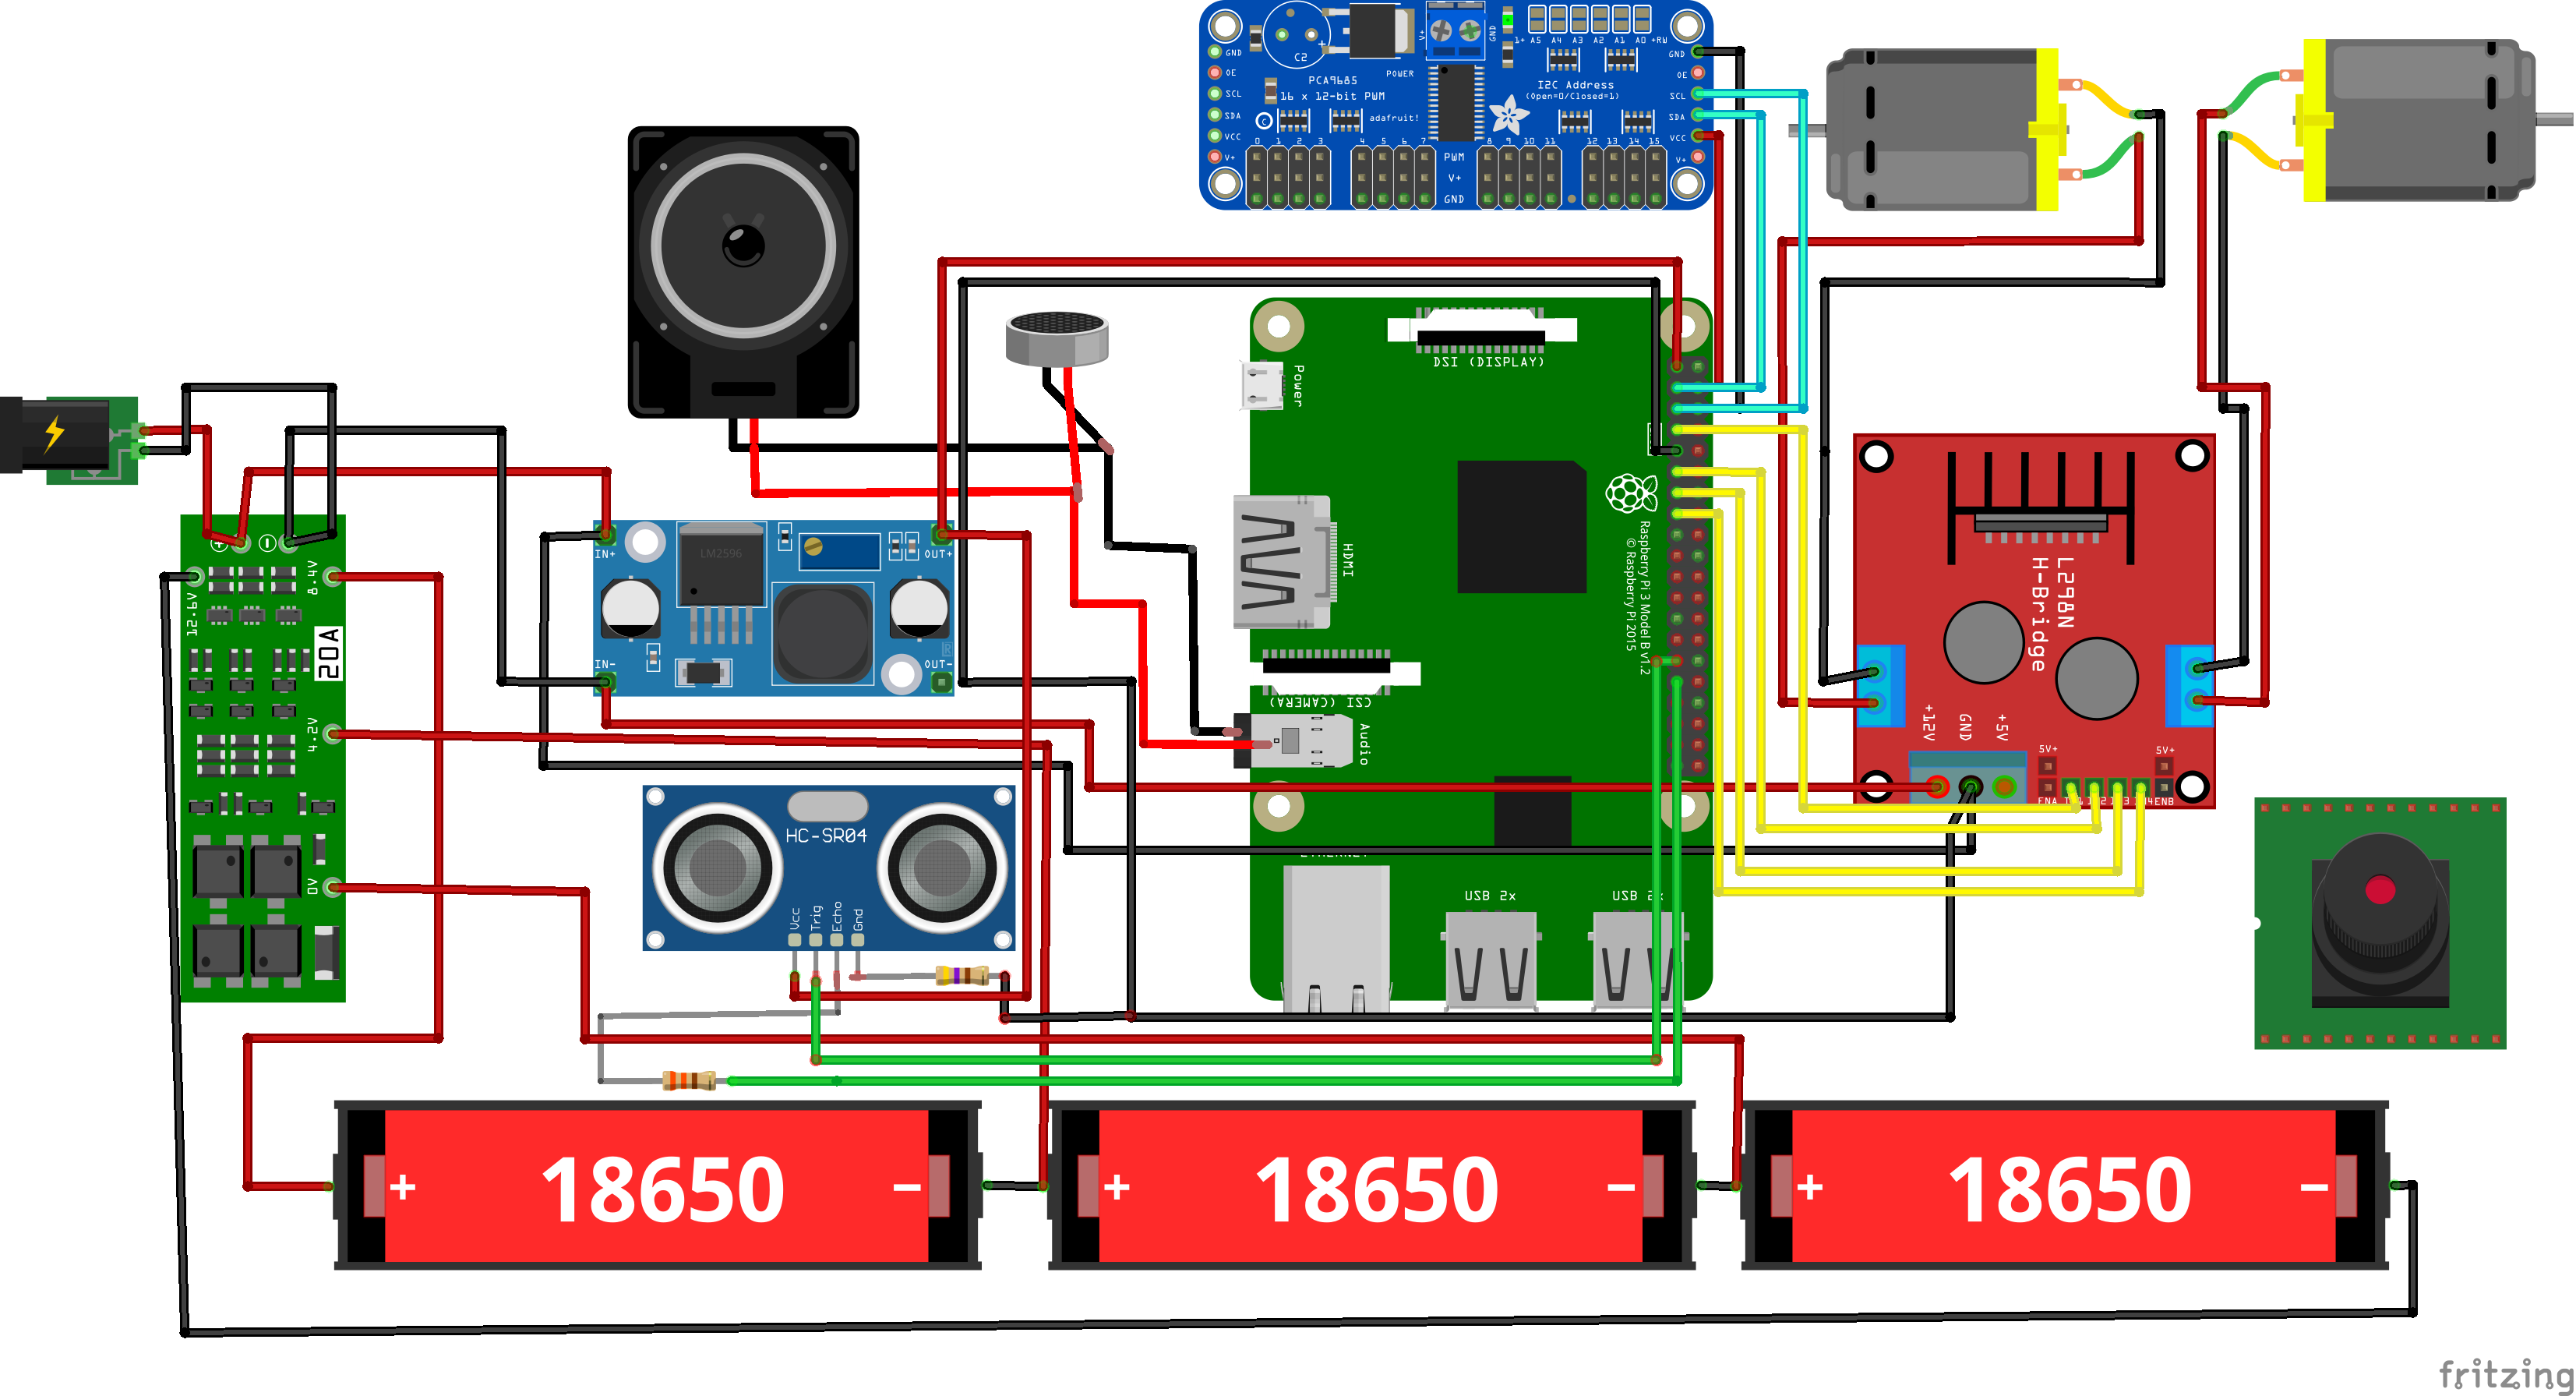 C2
+
POWER
V+
GND
1+ A5 A4 A3 A2 A1 A0 +RW
PCA9685
16 x 12-bit PWM
adafruit!
I2C Address
(Open=0/Closed=1)
GND
OE
SCL
SDA
VCC
V+
GND
OE
SCL
SDA
VCC
V+
0 1 2 3 4 5 6 7 8 9 10 11 12 13 14 15
PWM
V+
GND
DSI (DISPLAY)
Power
HDMI
Raspberry Pi 3 Model B v1.2
© Raspberry Pi 2015
CSI (CAMERA)
Audio
ETHERNET
USB 2x
USB 2x
+
−
8.4V
12.6V
20A
4.2V
0V
LM2596
IN+
OUT+
IN-
OUT-
L298N
H-Bridge
+12V
GND
+5V
5V+
5V+
ENA
ENB
HC-SR04
Vcc
Trig
Echo
Gnd
+ 18650 −
+ 18650 −
+ 18650 −
fritzing